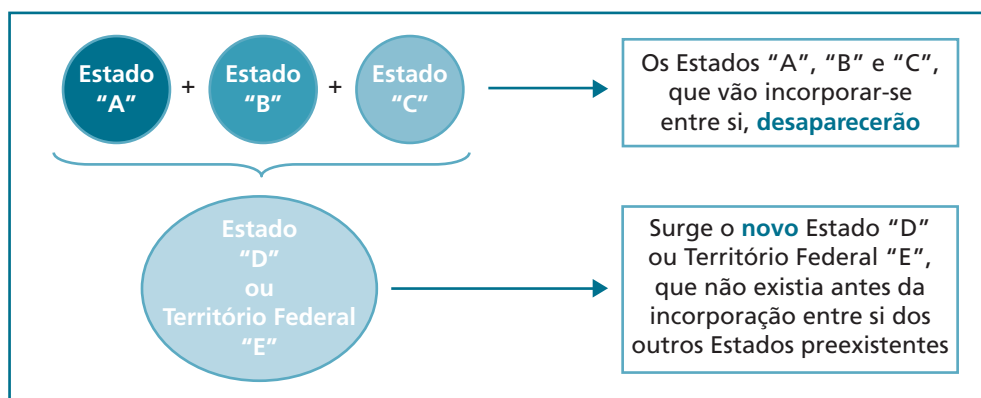 Estado
“A”
+
Estado
“B”
+
Estado
“C”
Os Estados “A”, “B” e “C”,
que vão incorporar-se
entre si, desaparecerão
Estado
“D”
ou
Território Federal
“E”
Surge o novo Estado “D”
ou Território Federal “E”,
que não existia antes da
incorporação entre si dos
outros Estados preexistentes